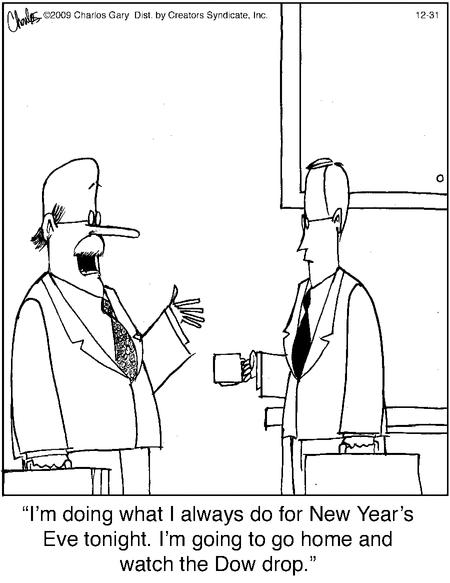 Charlos ©2009 Charlos Gary Dist. by Creators Syndicate, Inc. 12-31
“I’m doing what I always do for New Year’s
Eve tonight. I’m going to go home and
watch the Dow drop.”